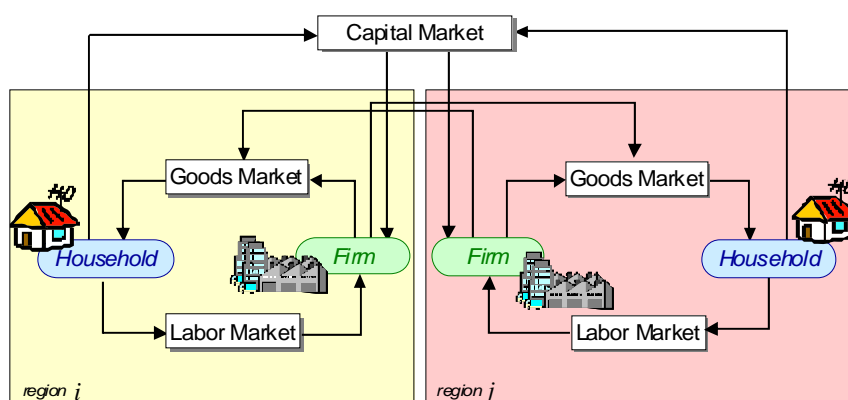 Capital Market
Goods Market
Goods Market
Household
Firm
Firm
Household
Labor Market
Labor Market
region i
region j